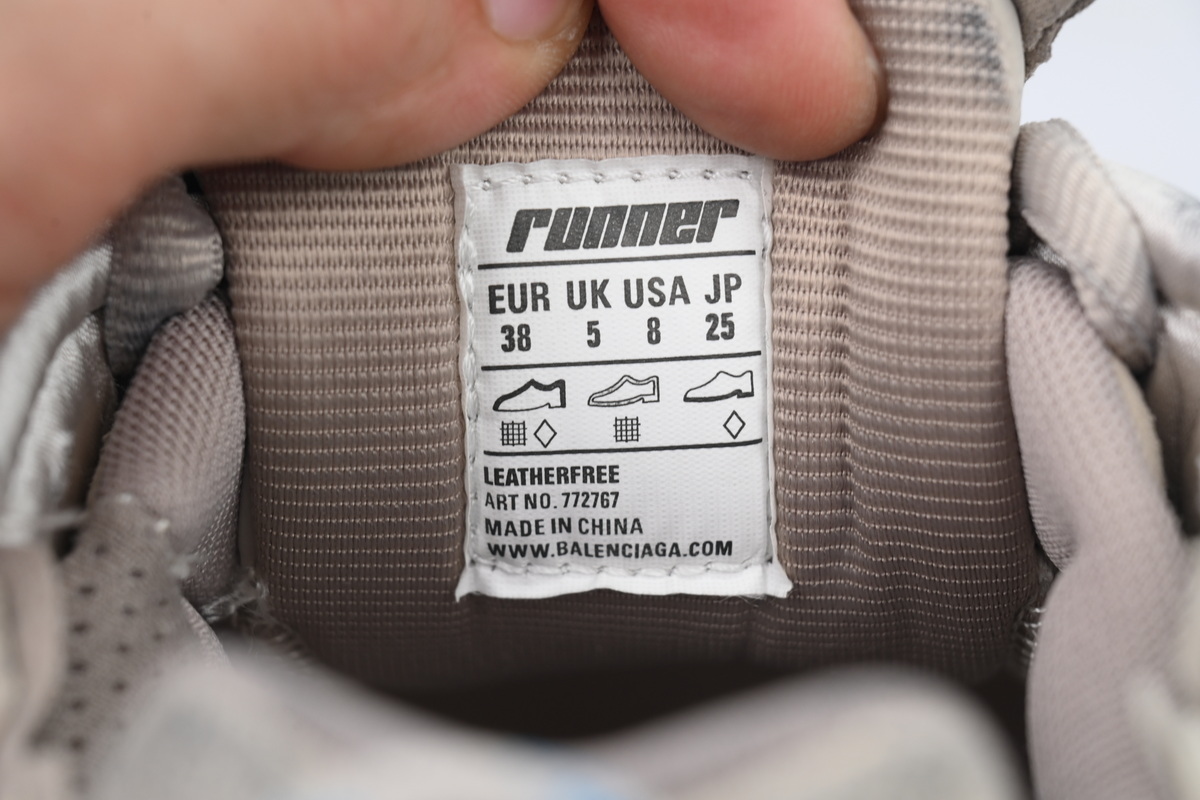 runner
EUR UK USA JP
38 5 8 25
LEATHERFREE
ART NO. 772767
MADE IN CHINA
WWW.BALENCIAGA.COM